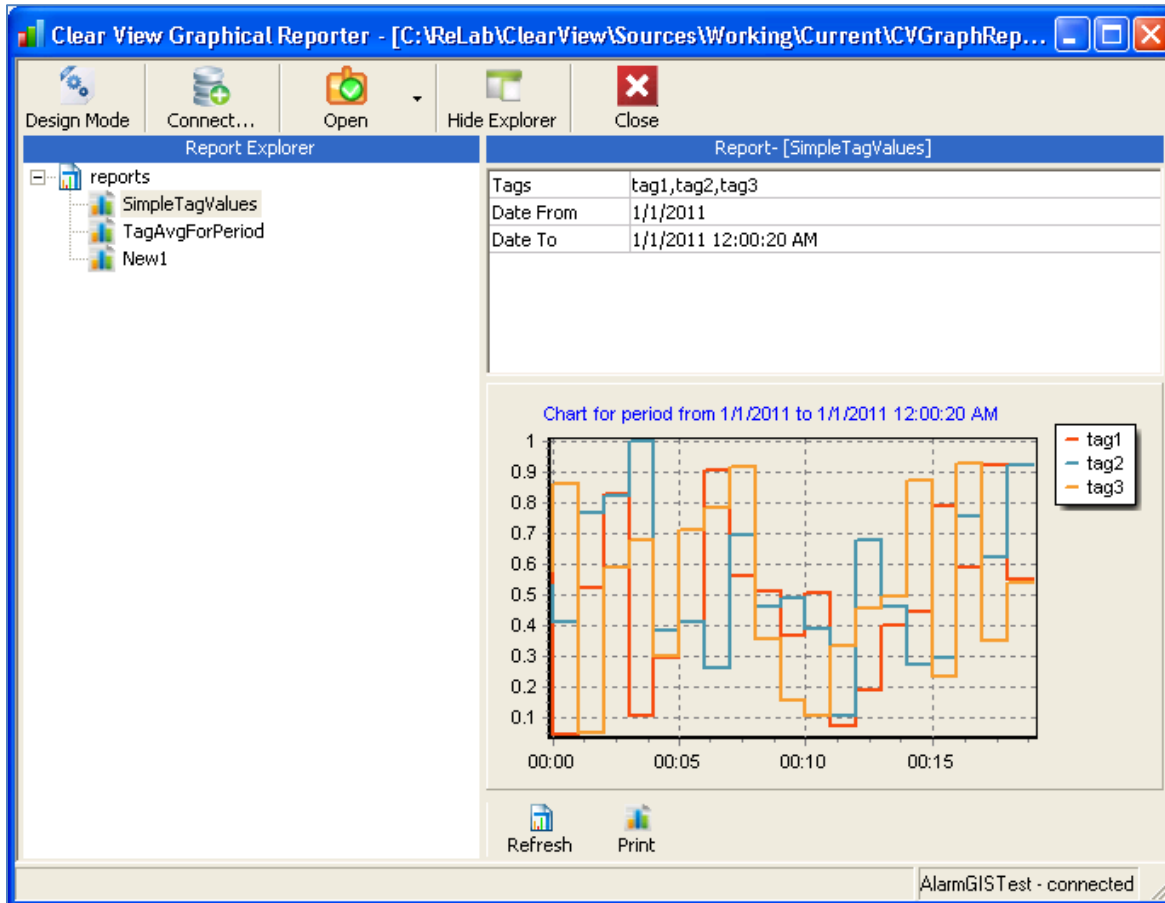 Clear View Graphical Reporter - [C:\ReLab\ClearView\Sources\Working\Current\CVGraphRep...
Design Mode
Connect...
Open
Hide Explorer
Close
Report Explorer
reports
SimpleTagValues
TagAvgForPeriod
New1
Report- [SimpleTagValues]
Tags tag1,tag2,tag3
Date From 1/1/2011
Date To 1/1/2011 12:00:20 AM
Chart for period from 1/1/2011 to 1/1/2011 12:00:20 AM
1
0.9
0.8
0.7
0.6
0.5
0.4
0.3
0.2
0.1
00:00 00:05 00:10 00:15
tag1
tag2
tag3
Refresh
Print
AlarmGISTest - connected